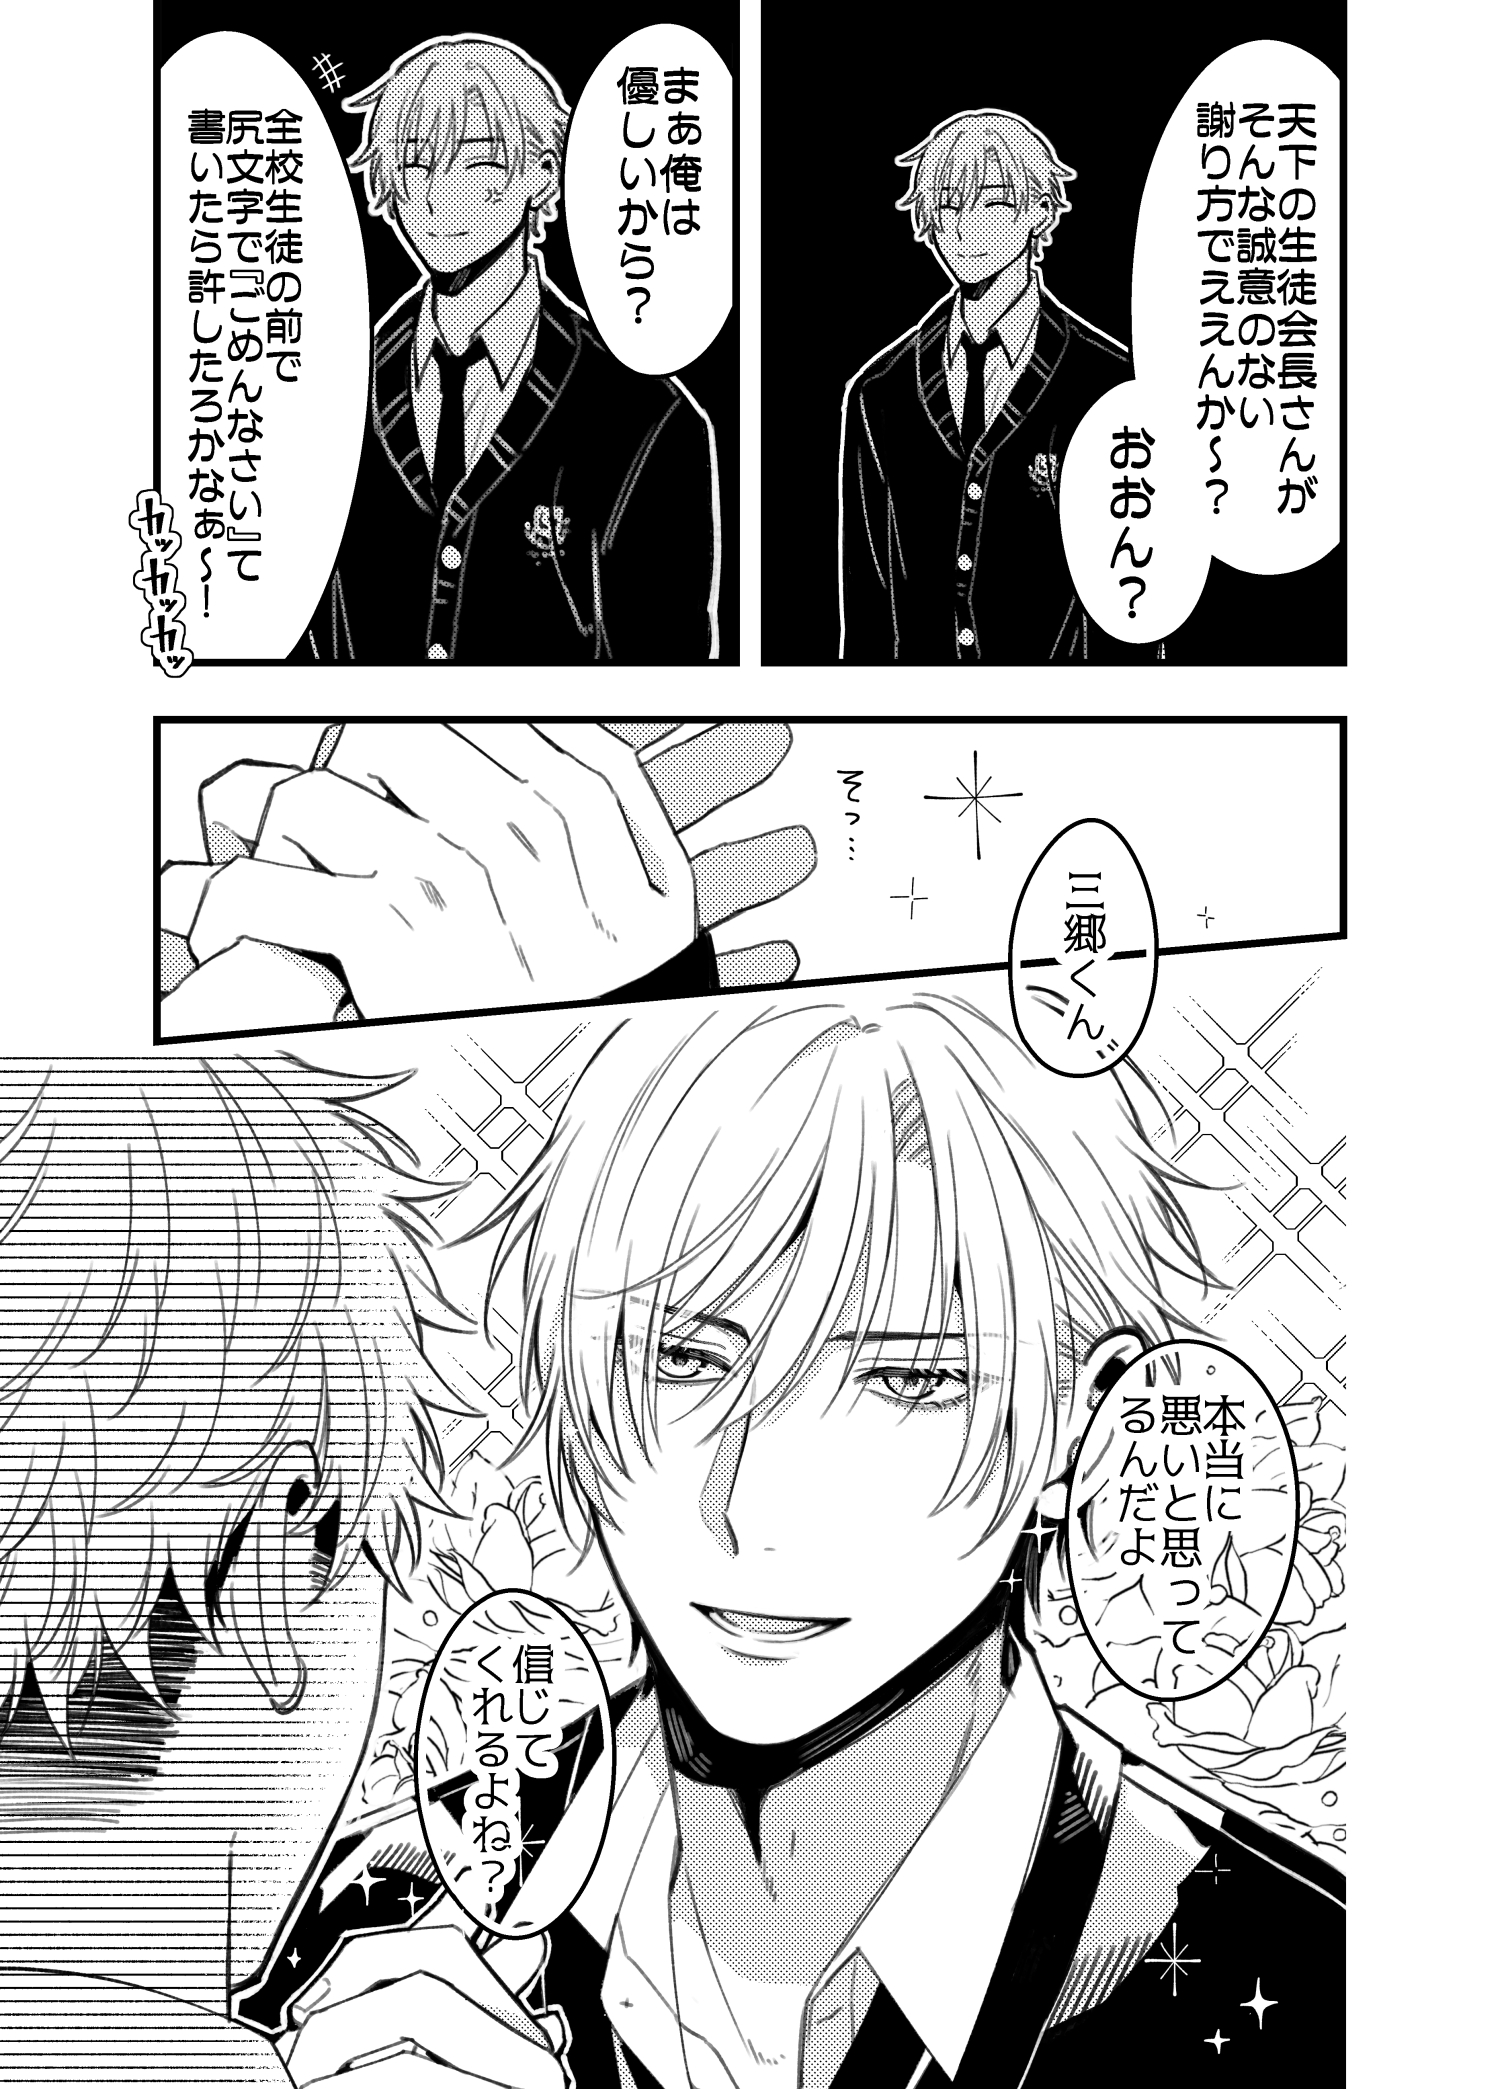 天下の生徒会長さんが
そんな誠意のない
謝り方でええんか〜？
おおん？
まぁ俺は
優しいから？
全校生徒の前で
尻文字で『ごめんなさい』て
書いたら許したろかなぁ〜！
カッカッカッ
そっ…
三郷くん
本当に
悪いと思って
るんだよ
信じて
くれるよね？